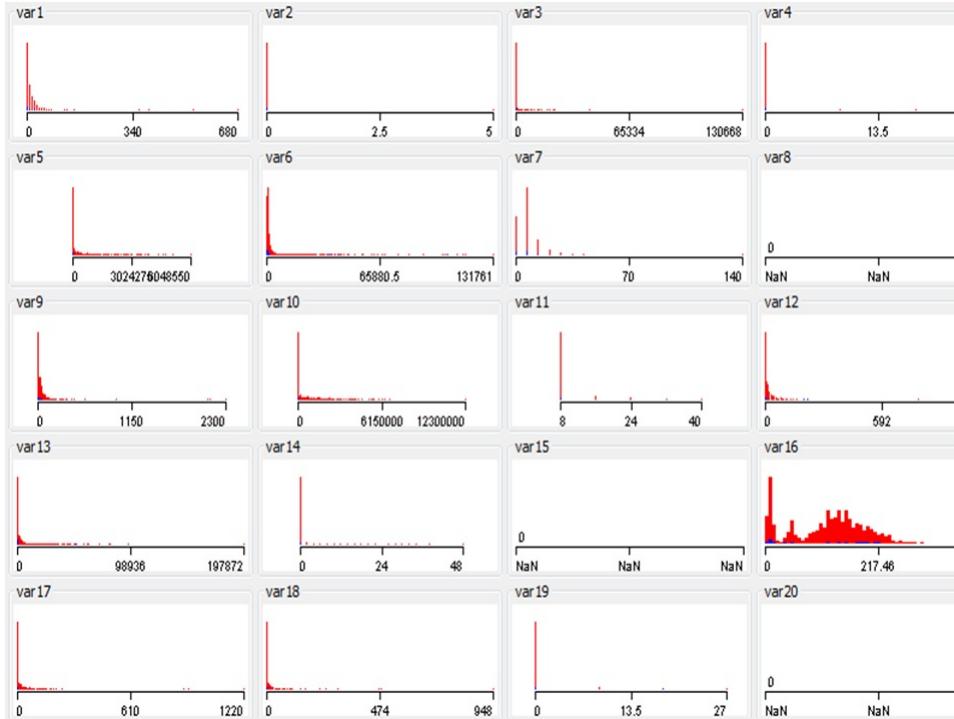 var1 var2 var3 var4
0 340 680 0 2.5 5 0 65334 130668 0 13.5
var5 var6 var7 var8
0
0 3024275 6048550 0 65880.5 131761 0 70 140 NaN NaN
var9 var10 var11 var12
0 1150 2300 0 6150000 12300000 8 24 40 0 592
var13 var14 var15 var16
0
0 98936 197872 0 24 48 NaN NaN NaN 0 217.46
var17 var18 var19 var20
0
0 610 1220 0 474 948 0 13.5 27 NaN NaN